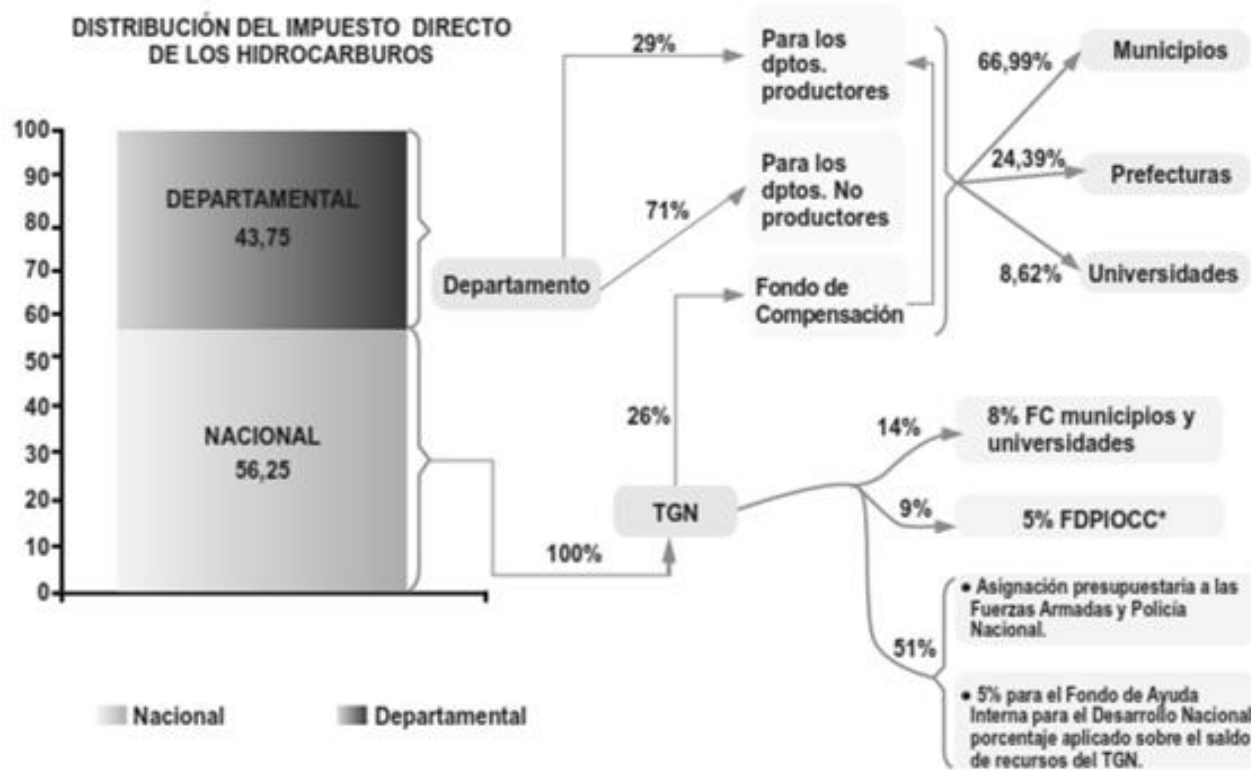 DISTRIBUCIÓN DEL IMPUESTO DIRECTO
DE LOS HIDROCARBUROS
100
90
80
70
60
50
40
30
20
10
0
DEPARTAMENTAL
43,75
NACIONAL
56,25
Nacional
Departamental
Departamento
29%
71%
Para los
dptos.
productores
Para los
dptos. No
productores
Fondo de
Compensación
66,99%
24,39%
8,62%
Municipios
Prefecturas
Universidades
100%
TGN
26%
14%
9%
51%
8% FC municipios y
universidades
5% FDPIOCC*
● Asignación presupuestaria a las
Fuerzas Armadas y Policía
Nacional.
● 5% para el Fondo de Ayuda
Interna para el Desarrollo Nacional
porcentaje aplicado sobre el saldo
de recursos del TGN.